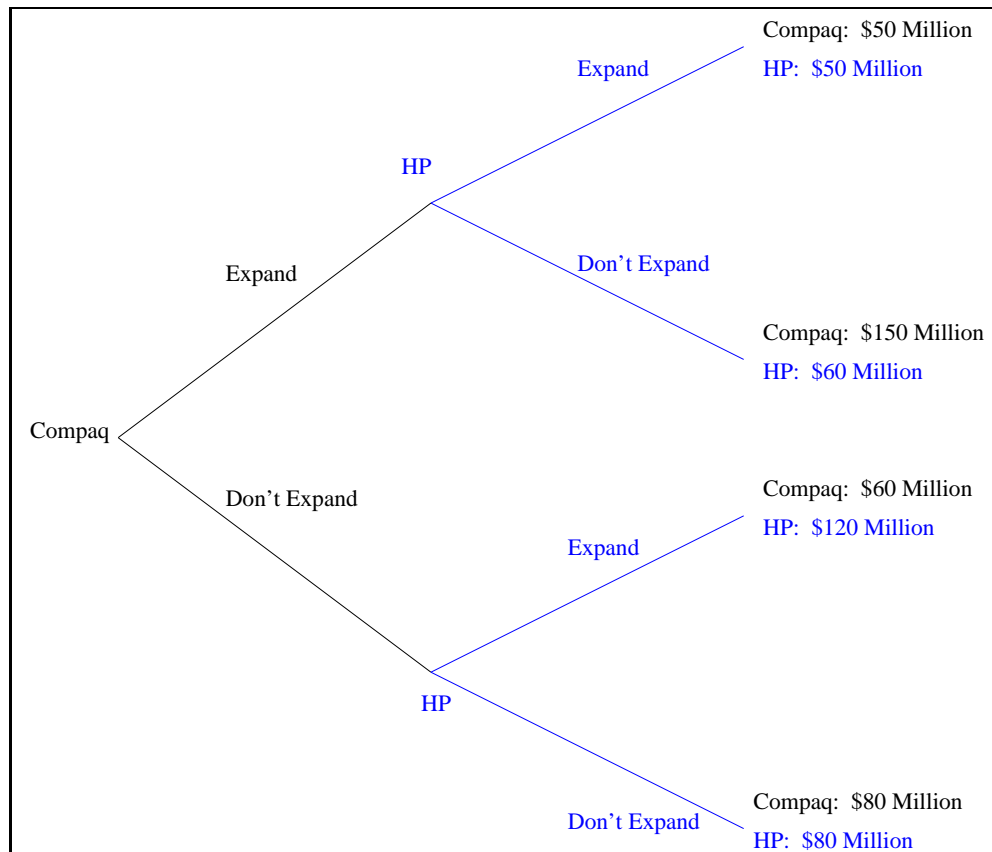 Compaq: $50 Million
Expand
HP: $50 Million
HP
Don't Expand
Expand
Compaq: $150 Million
HP: $60 Million
Compaq
Compaq: $60 Million
Don't Expand
HP: $120 Million
Expand
HP
Compaq: $80 Million
Don't Expand
HP: $80 Million